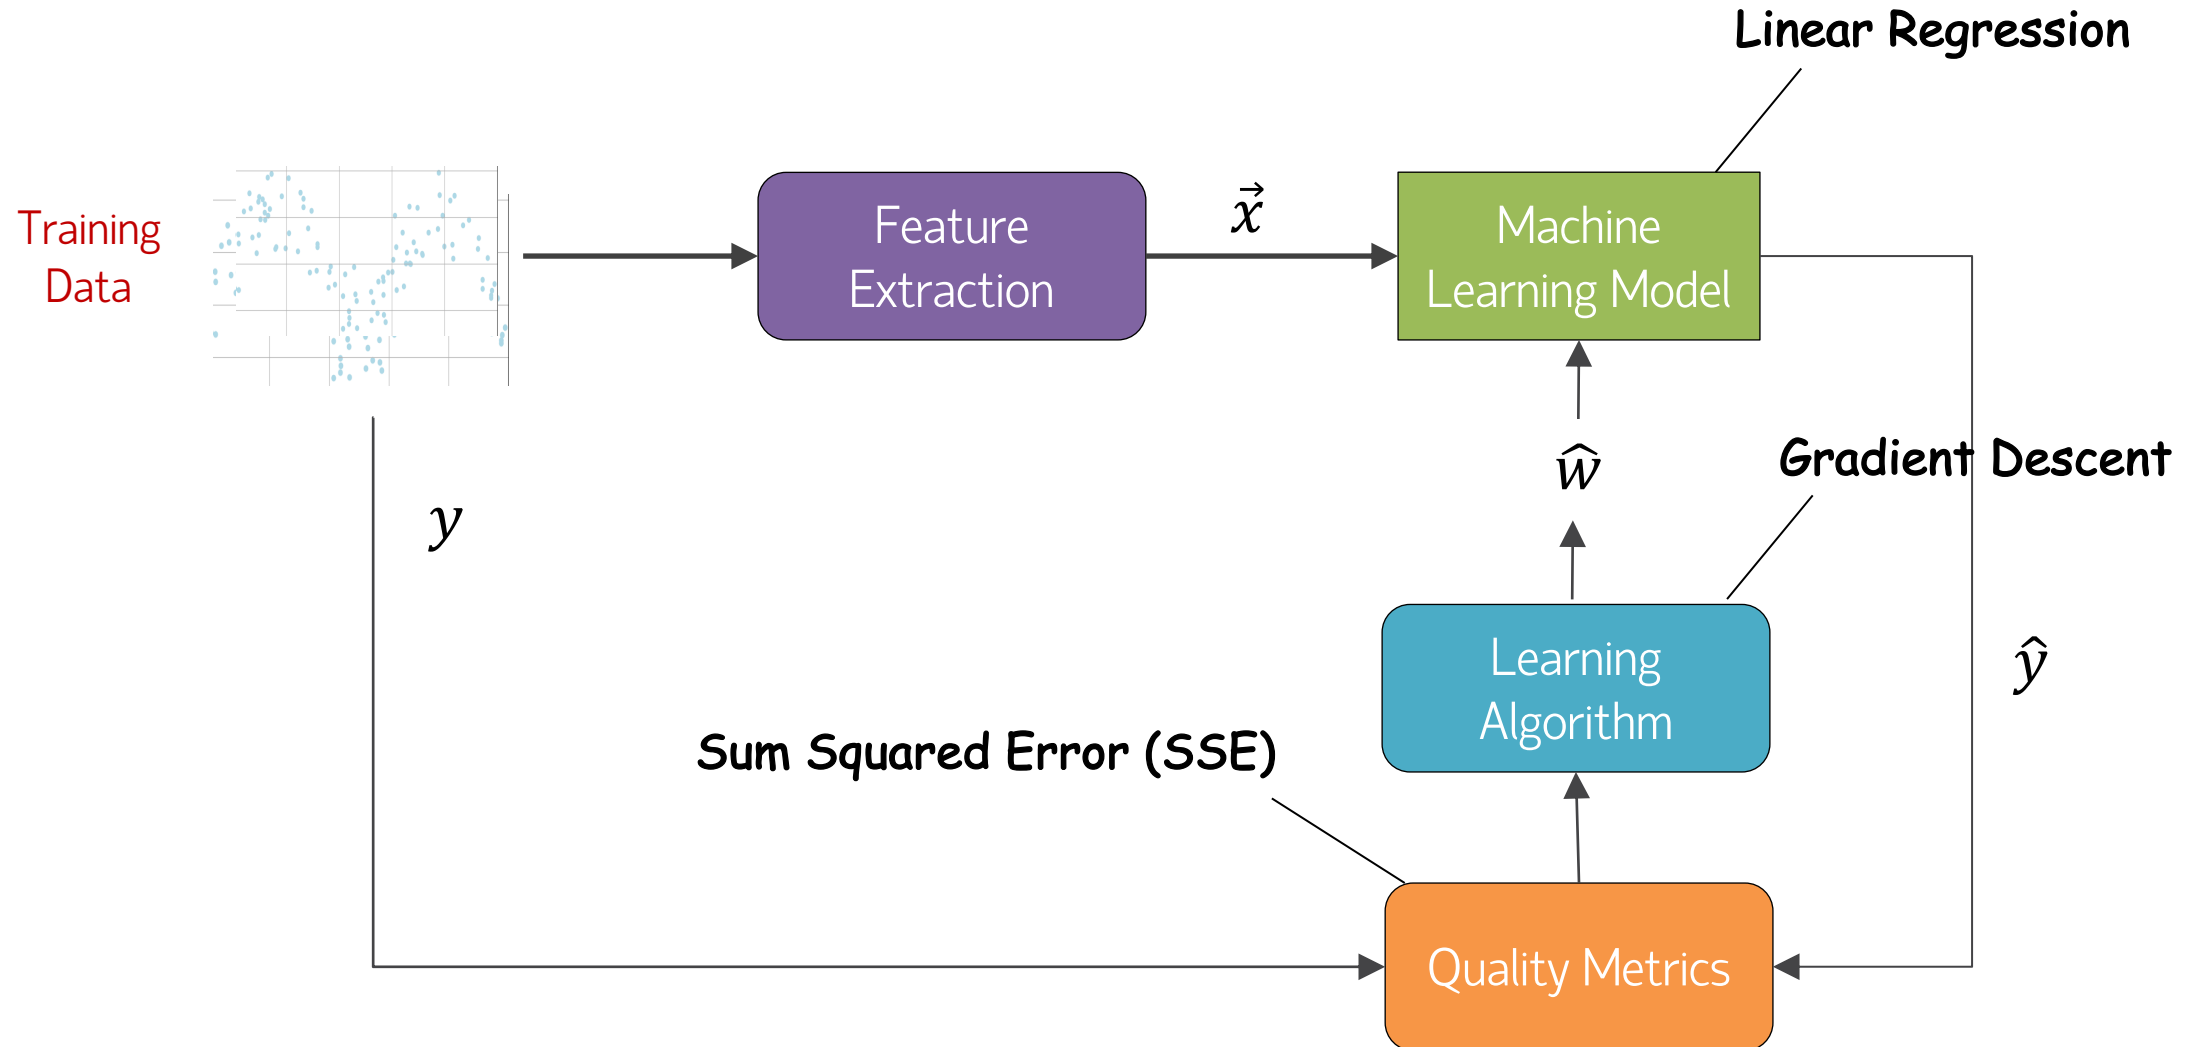 Linear Regression
Training
Data
Feature
Extraction
x⃗
Machine
Learning Model
ŵ
Gradient Descent
y
Learning
Algorithm
ŷ
Sum Squared Error (SSE)
Quality Metrics